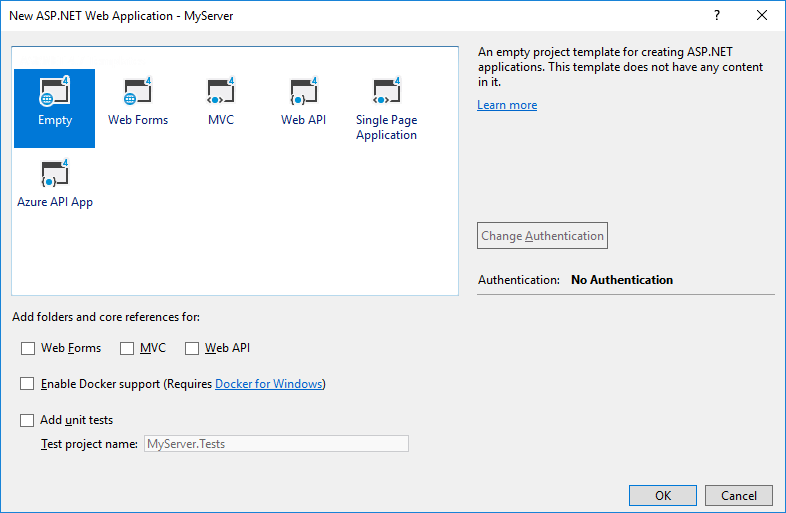 New ASP.NET Web Application - MyServer
?
4 4 4 4 4
Empty Web Forms MVC Web API Single Page
Application
4
Azure API App
An empty project template for creating ASP.NET
applications. This template does not have any content
in it.
Learn more
Change Authentication
Authentication: No Authentication
Add folders and core references for:
Web Forms MVC Web API
Enable Docker support (Requires Docker for Windows)
Add unit tests
Test project name: MyServer.Tests
OK Cancel